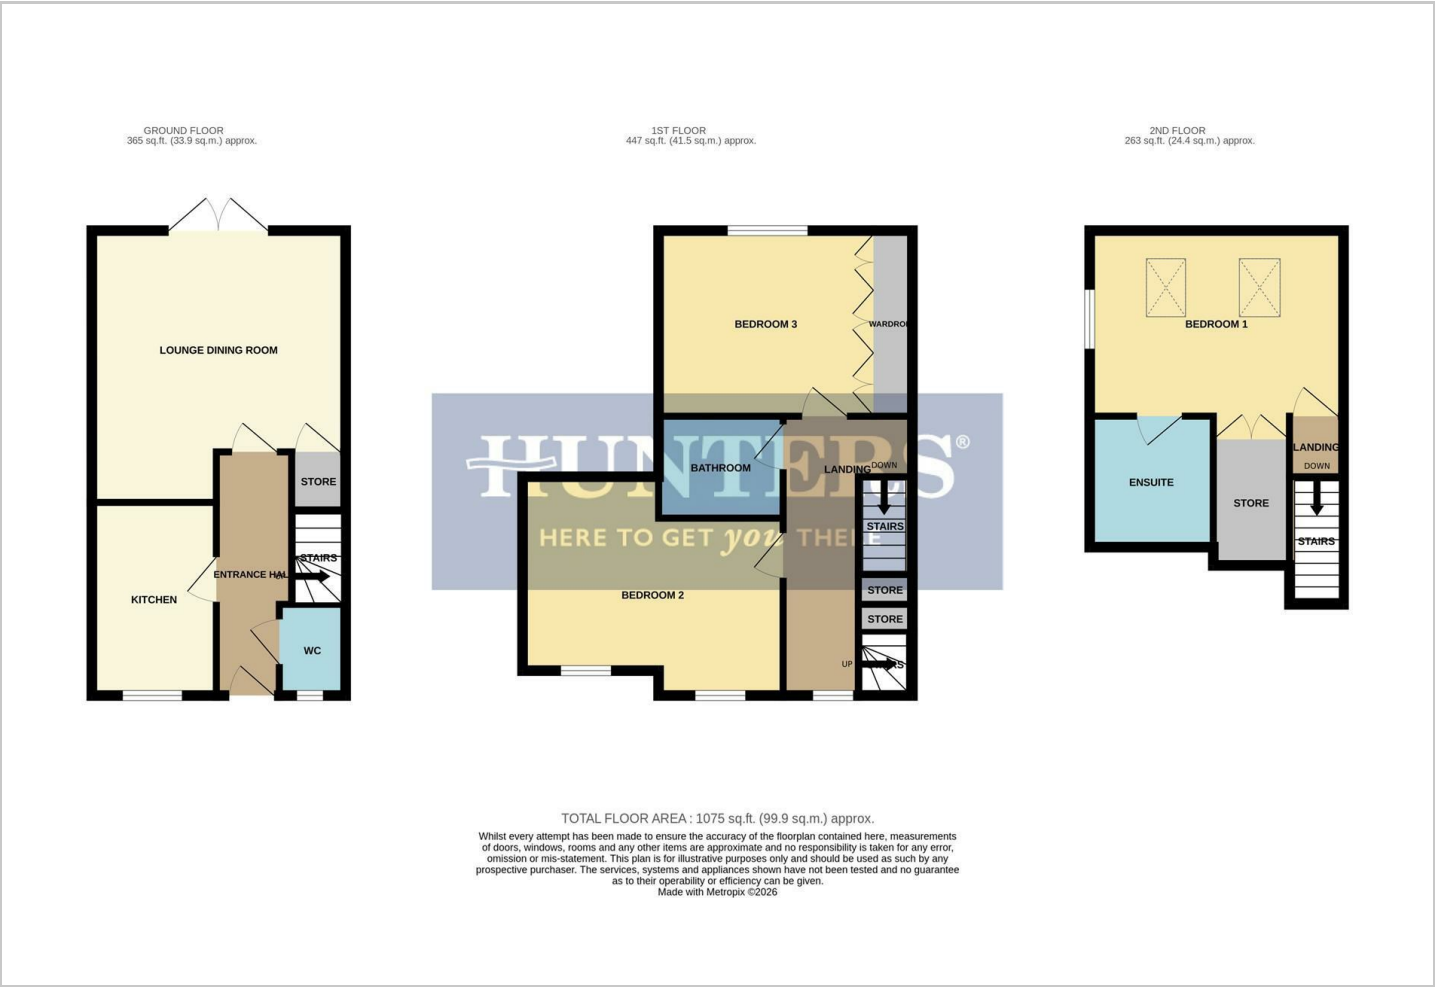 GROUND FLOOR
365 sq.ft. (33.9 sq.m.) approx.
LOUNGE DINING ROOM
STORE
STAIRS
ENTRANCE HALL
KITCHEN
WC
1ST FLOOR
447 sq.ft. (41.5 sq.m.) approx.
BEDROOM 3
WARDROBE
HUNTERS®
BATHROOM
LANDING
DOWN
STAIRS
HERE TO GET you THERE
BEDROOM 2
STORE
STORE
UP
STAIRS
2ND FLOOR
263 sq.ft. (24.4 sq.m.) approx.
BEDROOM 1
LANDING
DOWN
ENSUITE
STORE
STAIRS
TOTAL FLOOR AREA : 1075 sq.ft. (99.9 sq.m.) approx.
Whilst every attempt has been made to ensure the accuracy of the floorplan contained here, measurements
of doors, windows, rooms and any other items are approximate and no responsibility is taken for any error,
omission or mis-statement. This plan is for illustrative purposes only and should be used as such by any
prospective purchaser. The services, systems and appliances shown have not been tested and no guarantee
as to their operability or efficiency can be given.
Made with Metropix ©2026